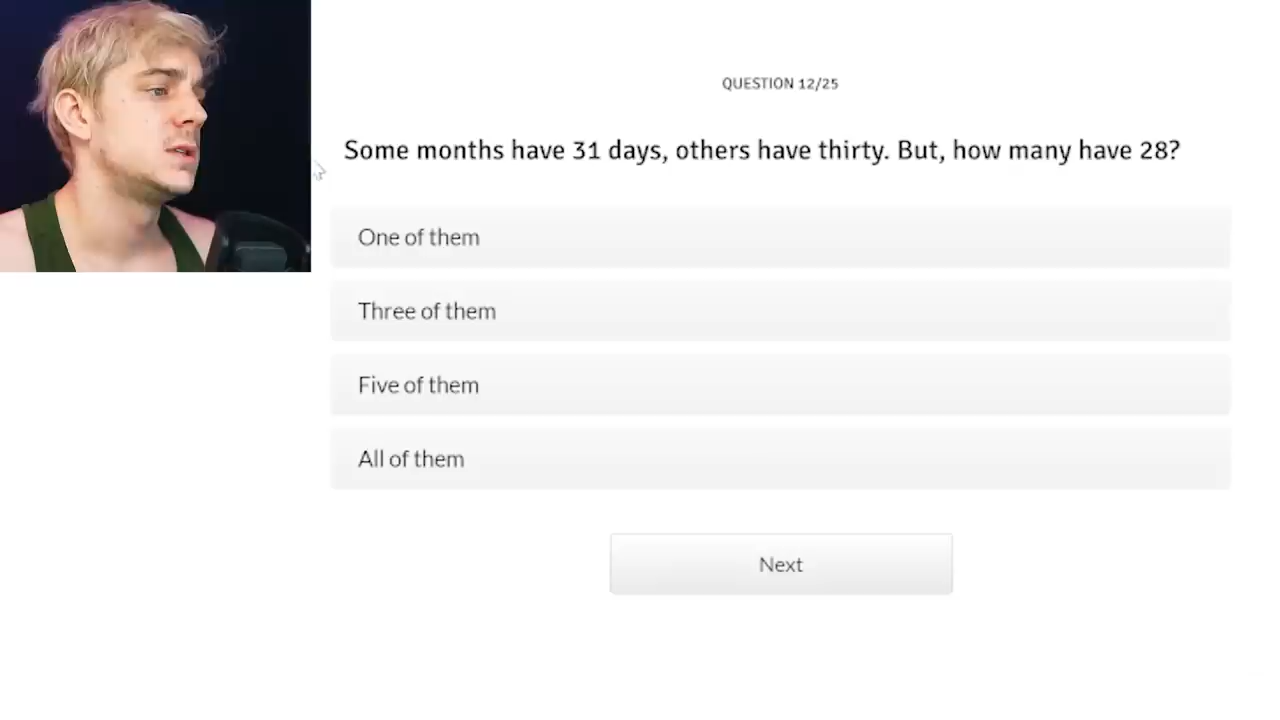 QUESTION 12/25
Some months have 31 days, others have thirty. But, how many have 28?
One of them
Three of them
Five of them
All of them
Next